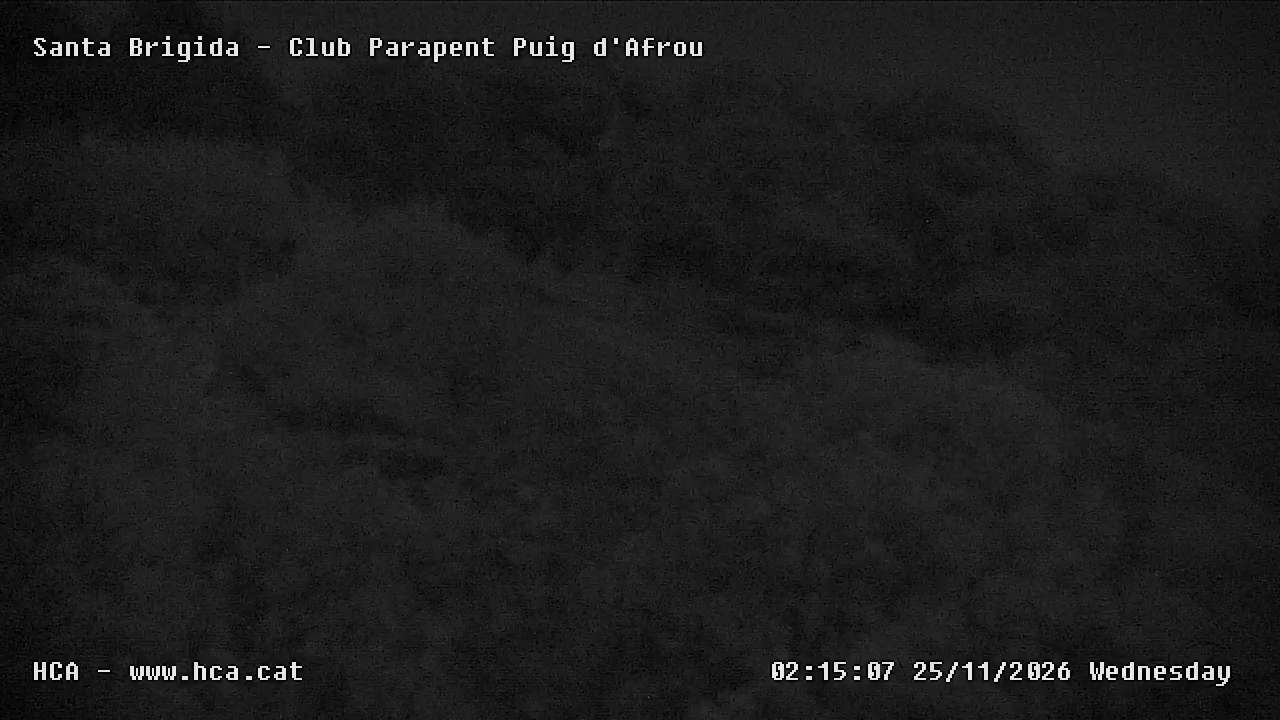 Santa Brigida - Club Parapent Puig d'Afrou
HCA - www.hca.cat
02:15:07 25/11/2026 Wednesday